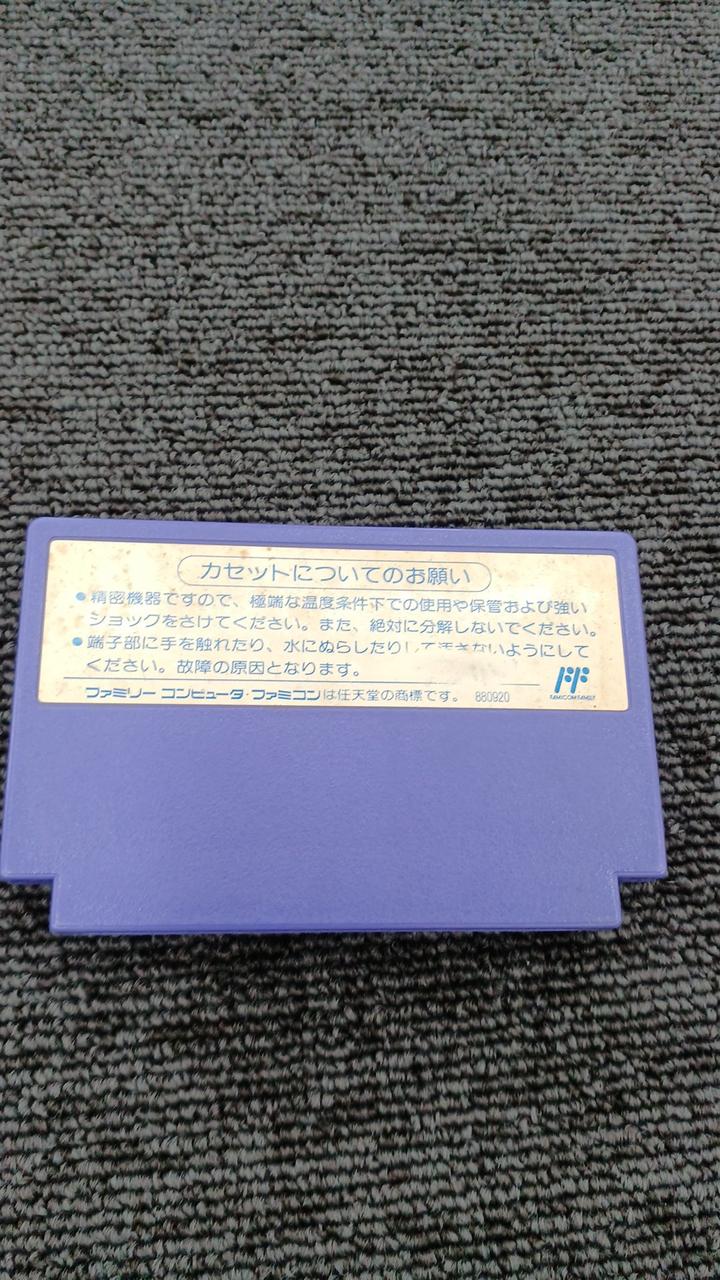 カセットについてのお願い
●精密機器ですので、極端な温度条件下での使用や保管および強い
ショックをさけてください。また、絶対に分解しないでください。
●端子部に手を触れたり、水にぬらしたりして汚さないようにして
ください。故障の原因となります。
ファミリー コンピュータ・ファミコンは任天堂の商標です。 880920
FAMICOM FAMILY